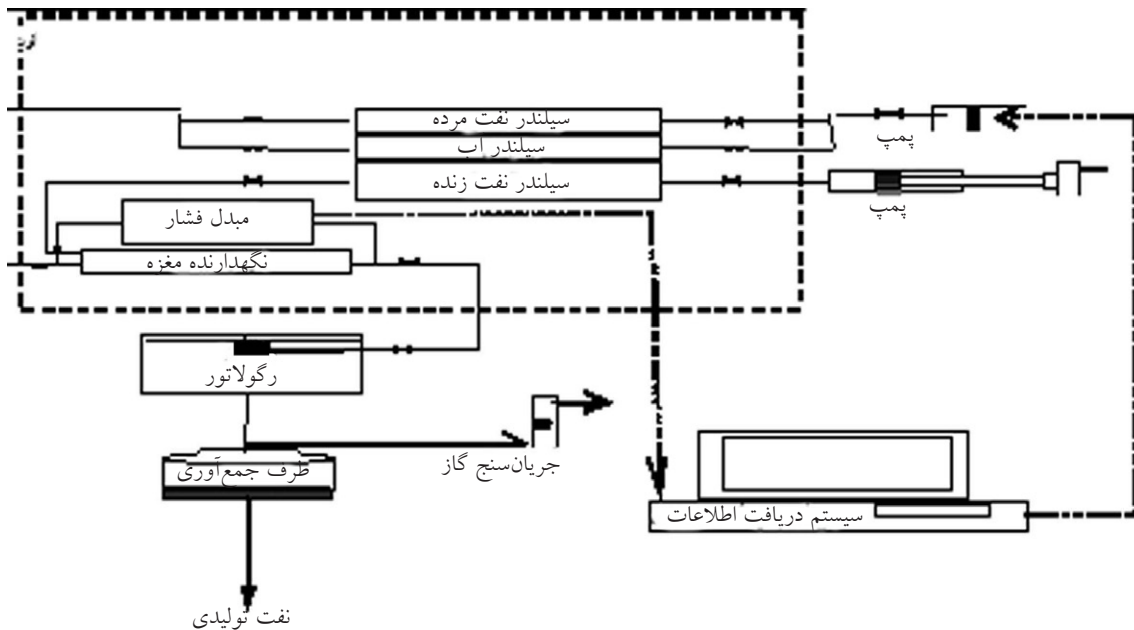 سیلندر نفت مرده
سیلندر آب
سیلندر نفت زنده
پمپ
پمپ
مبدل فشار
نگهدارنده مغزه
رگولاتور
جریان‌سنج گاز
ظرف جمع‌آوری
سیستم دریافت اطلاعات
نفت تولیدی